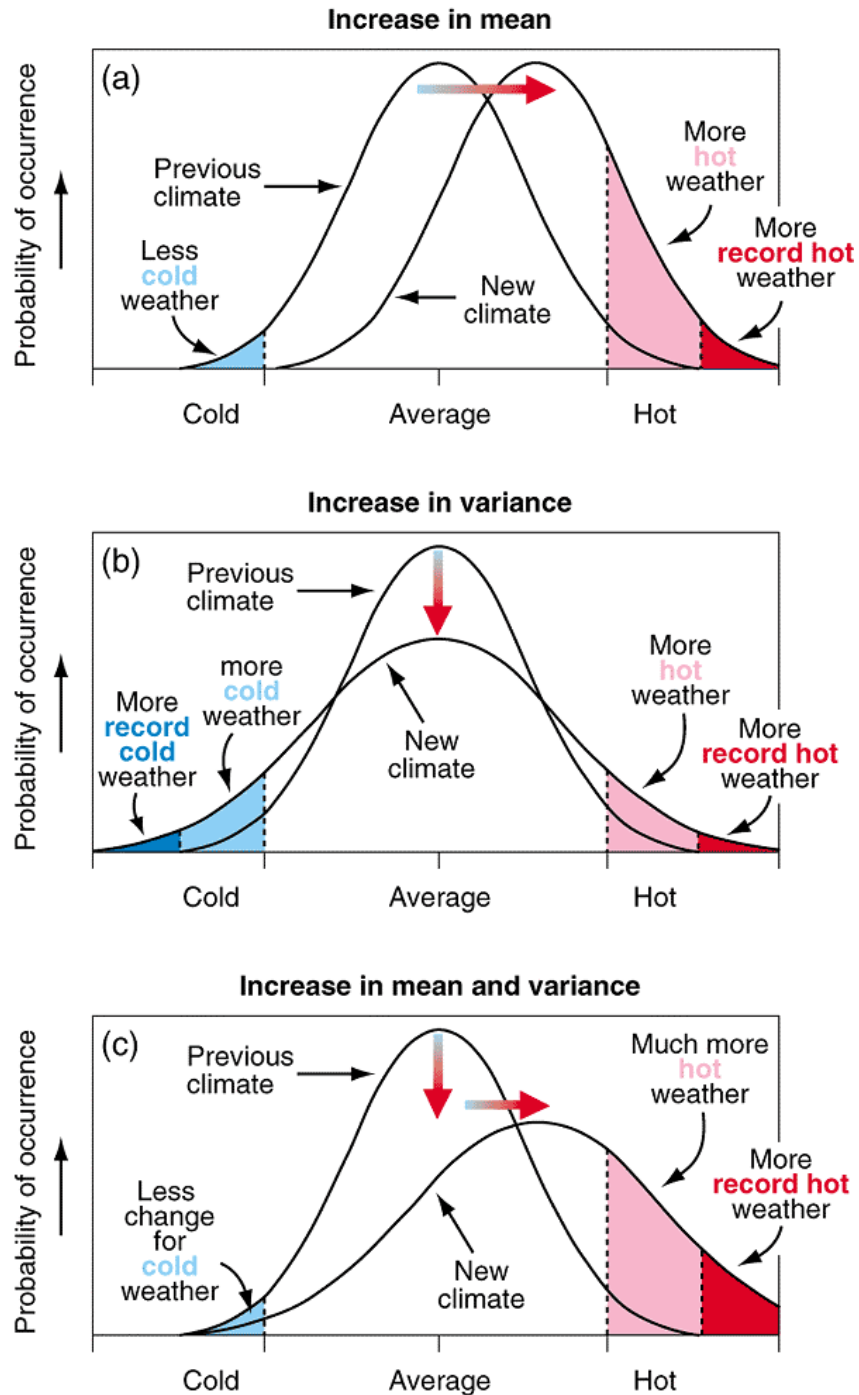 Increase in mean
(a)
Probability of occurrence
Previous
climate
Less
cold
weather
New
climate
More
hot
weather
More
record hot
weather
Cold
Average
Hot
Increase in variance
(b)
Probability of occurrence
Previous
climate
more
cold
weather
More
record
cold
weather
New
climate
More
hot
weather
More
record hot
weather
Cold
Average
Hot
Increase in mean and variance
(c)
Probability of occurrence
Previous
climate
Less
change
for
cold
weather
New
climate
Much more
hot
weather
More
record hot
weather
Cold
Average
Hot